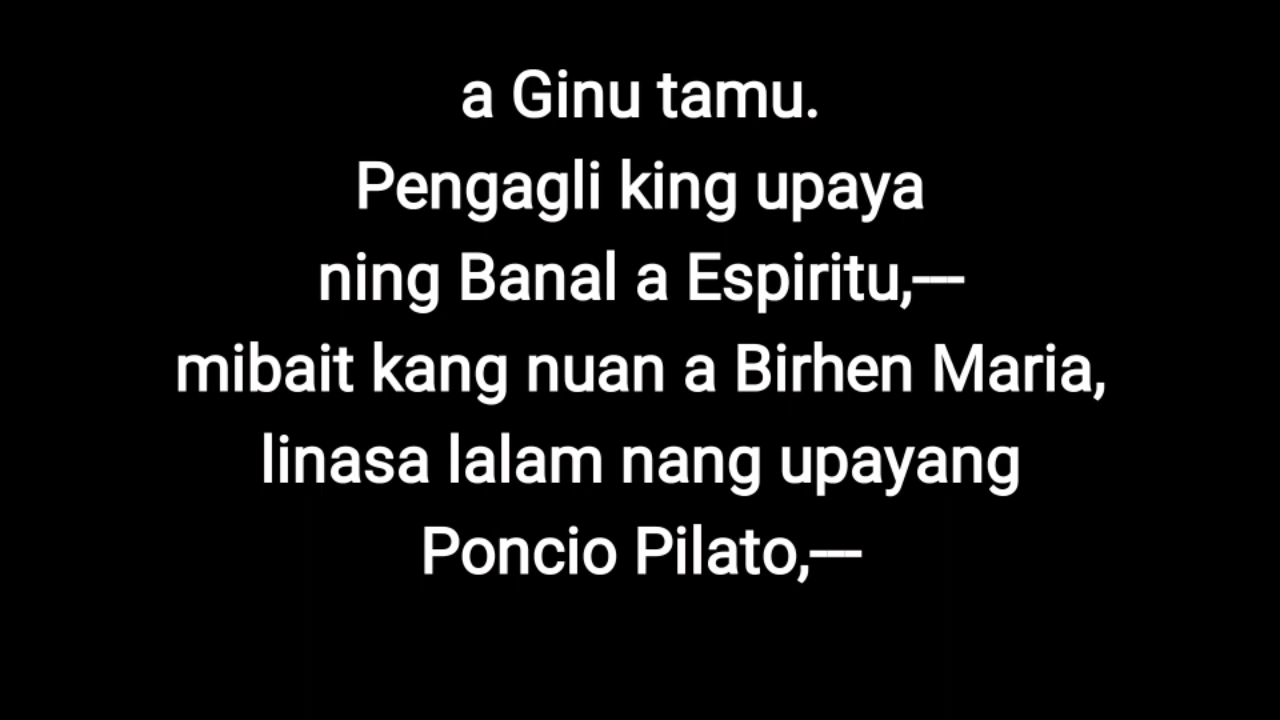 a Ginu tamu.
Pengagli king upaya
ning Banal a Espiritu,---
mibait kang nuan a Birhen Maria,
linasa lalam nang upayang
Poncio Pilato,---